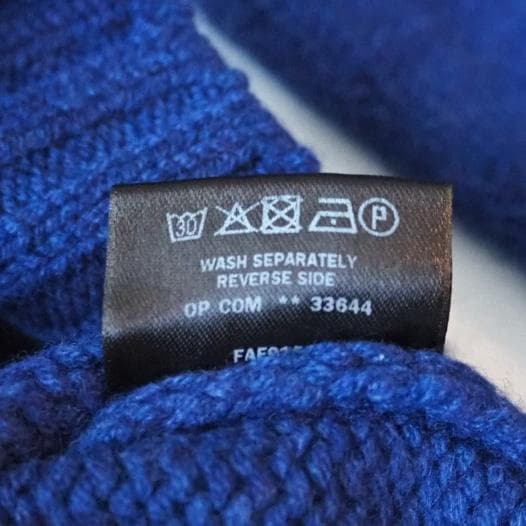 30 P
WASH SEPARATELY
REVERSE SIDE
OP COM ** 33644